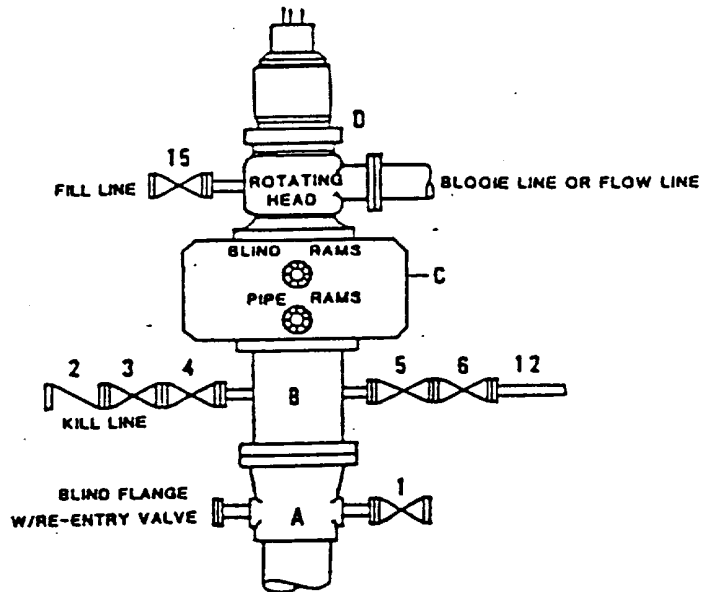 D
15
FILL LINE
ROTATING
HEAD
BLOOIE LINE OR FLOW LINE
BLIND RAMS
C
PIPE RAMS
2 3 4
5 6 12
B
KILL LINE
BLIND FLANGE
W/RE-ENTRY VALVE
1
A